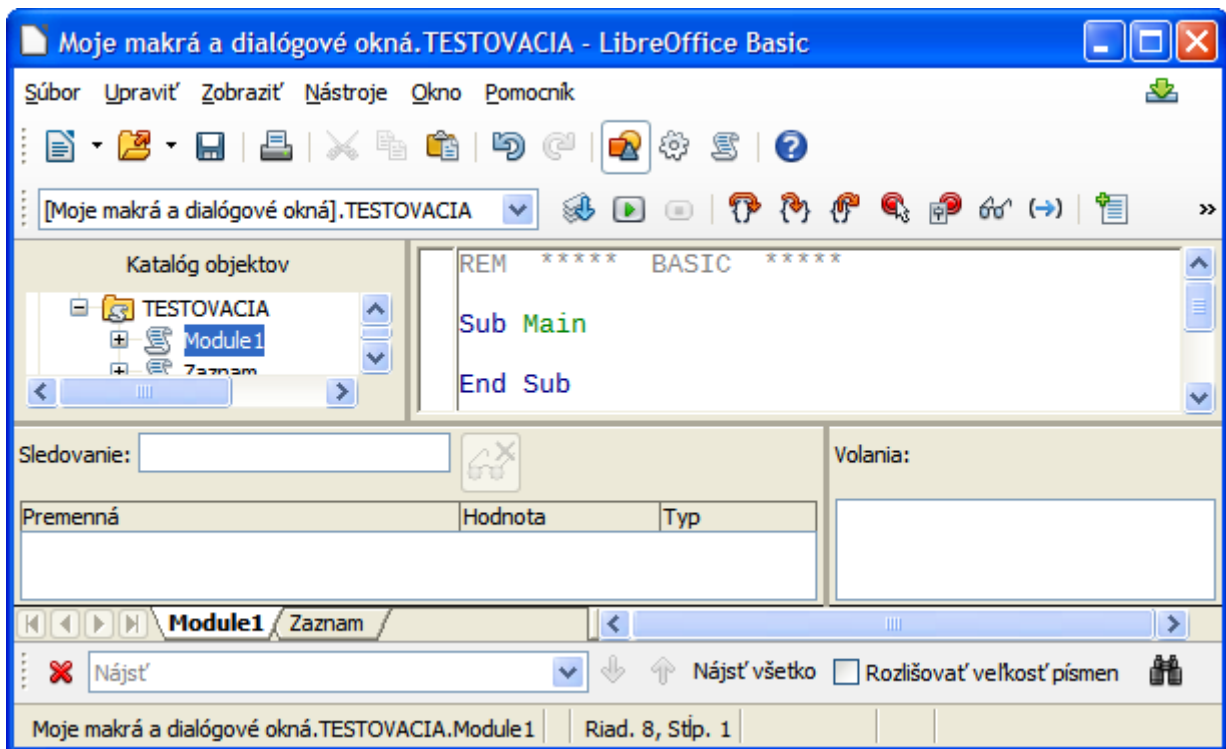 Moje makrá a dialógové okná.TESTOVACIA - LibreOffice Basic
Súbor Upraviť Zobraziť Nástroje Okno Pomocník
[Moje makrá a dialógové okná].TESTOVACIA
Katalóg objektov
TESTOVACIA
Module1
Zaznam
REM ***** BASIC *****
Sub Main
End Sub
Sledovanie:
Volania:
Premenná Hodnota Typ
Module1 Zaznam
Nájsť Nájsť všetko Rozlišovať veľkosť písmen
Moje makrá a dialógové okná.TESTOVACIA.Module1 Riad. 8, Stĺp. 1